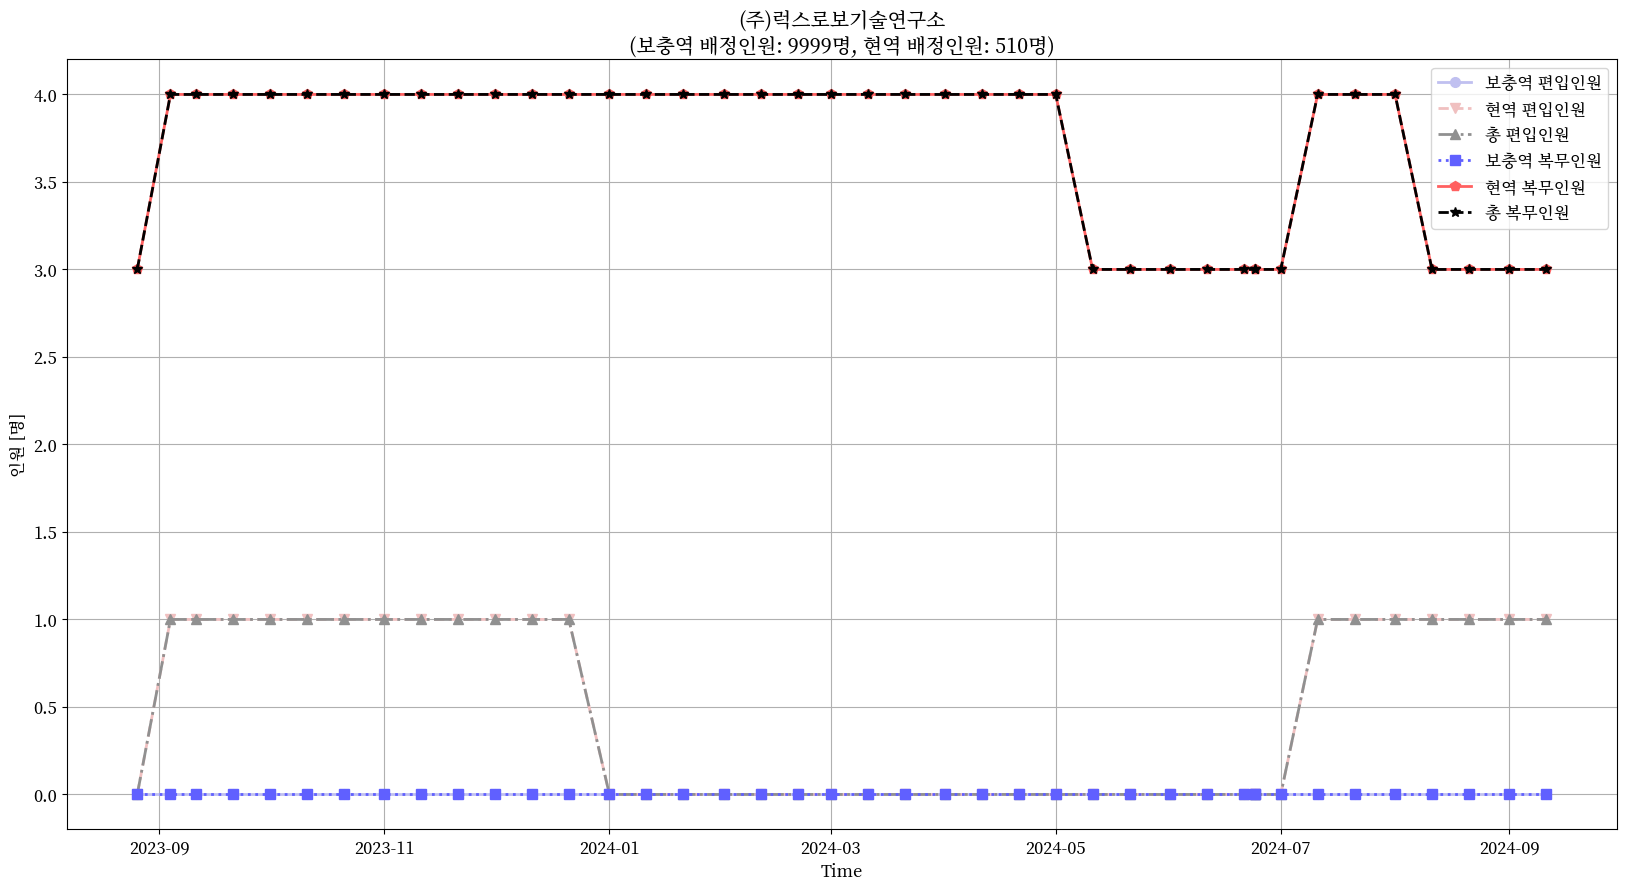 (주)럭스로보기술연구소
(보충역 배정인원: 9999명, 현역 배정인원: 510명)
보충역 편입인원
현역 편입인원
총 편입인원
보충역 복무인원
현역 복무인원
총 복무인원
4.0
3.5
3.0
2.5
2.0
1.5
1.0
0.5
0.0
인원 [명]
2023-09
2023-11
2024-01
2024-03
2024-05
2024-07
2024-09
Time